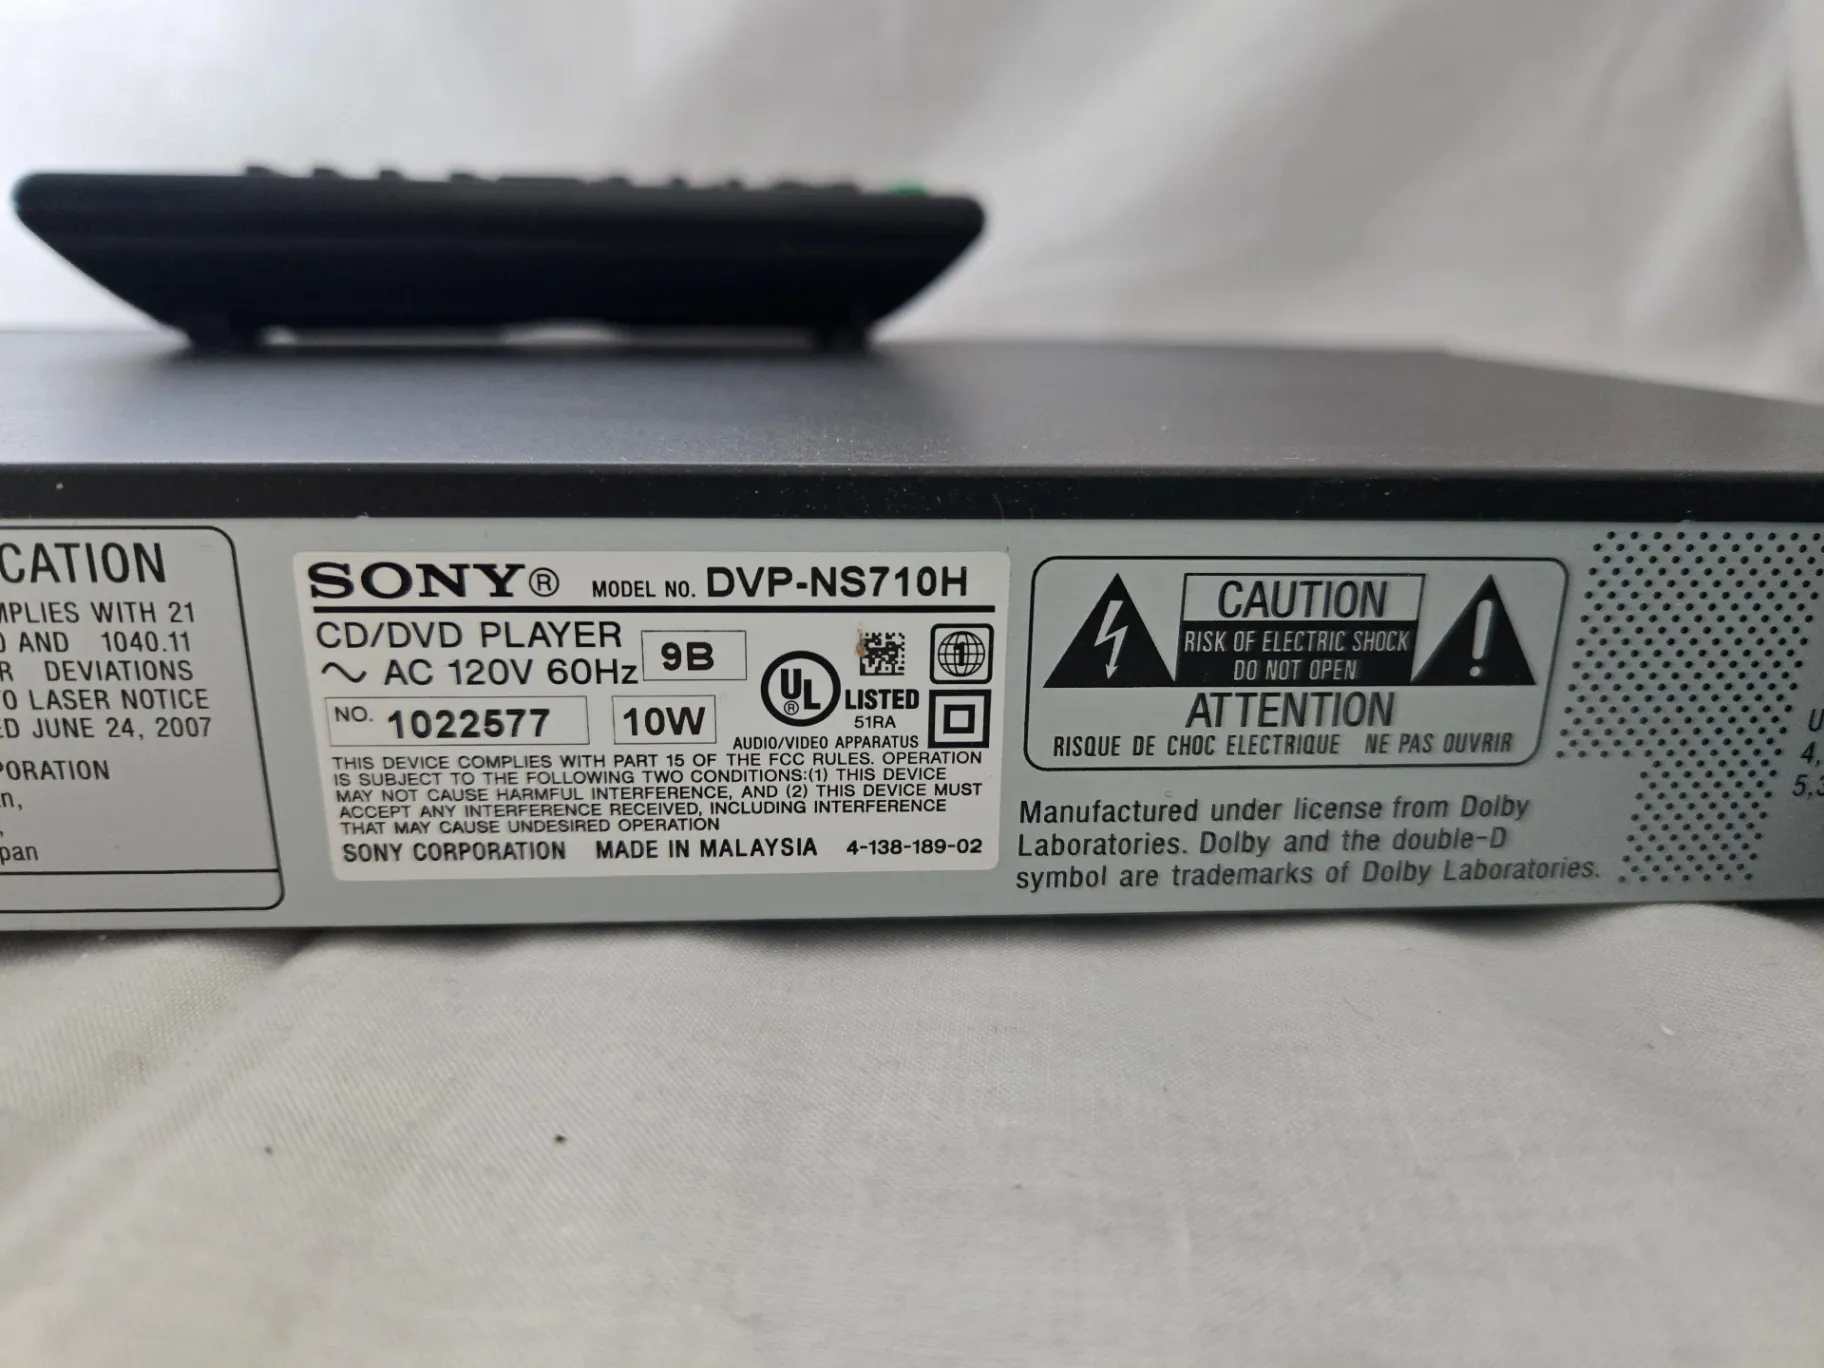 CATION
MPLIES WITH 21
AND 1040.11
R DEVIATIONS
O LASER NOTICE
ED JUNE 24, 2007
PORATION
n,
,
pan
SONY® MODEL NO. DVP-NS710H
CD/DVD PLAYER
~ AC 120V 60Hz 9B
NO. 1022577 10W
UL® LISTED
51RA
AUDIO/VIDEO APPARATUS
1
THIS DEVICE COMPLIES WITH PART 15 OF THE FCC RULES. OPERATION
IS SUBJECT TO THE FOLLOWING TWO CONDITIONS:(1) THIS DEVICE
MAY NOT CAUSE HARMFUL INTERFERENCE, AND (2) THIS DEVICE MUST
ACCEPT ANY INTERFERENCE RECEIVED, INCLUDING INTERFERENCE
THAT MAY CAUSE UNDESIRED OPERATION
SONY CORPORATION MADE IN MALAYSIA 4-138-189-02
CAUTION
RISK OF ELECTRIC SHOCK
DO NOT OPEN
ATTENTION
RISQUE DE CHOC ELECTRIQUE NE PAS OUVRIR
Manufactured under license from Dolby
Laboratories. Dolby and the double-D
symbol are trademarks of Dolby Laboratories.
U
4,
5,3